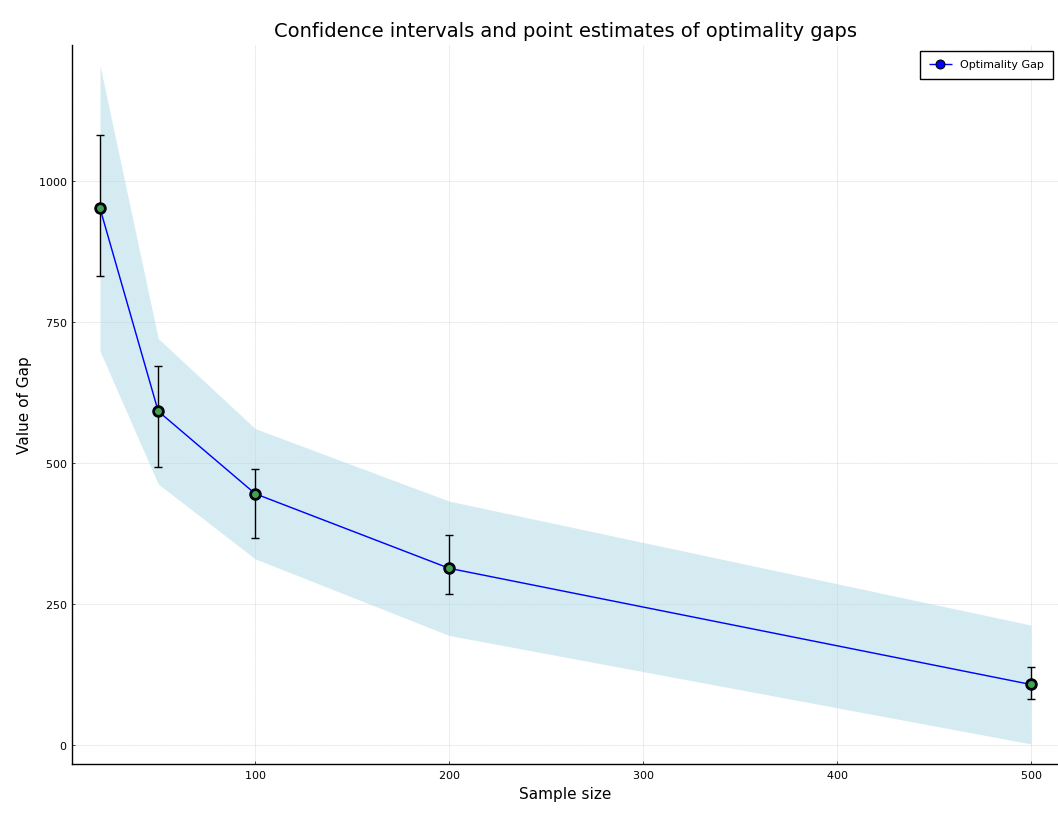 Confidence intervals and point estimates of optimality gaps
Optimality Gap
1000
750
500
250
0
Value of Gap
100 200 300 400 500
Sample size